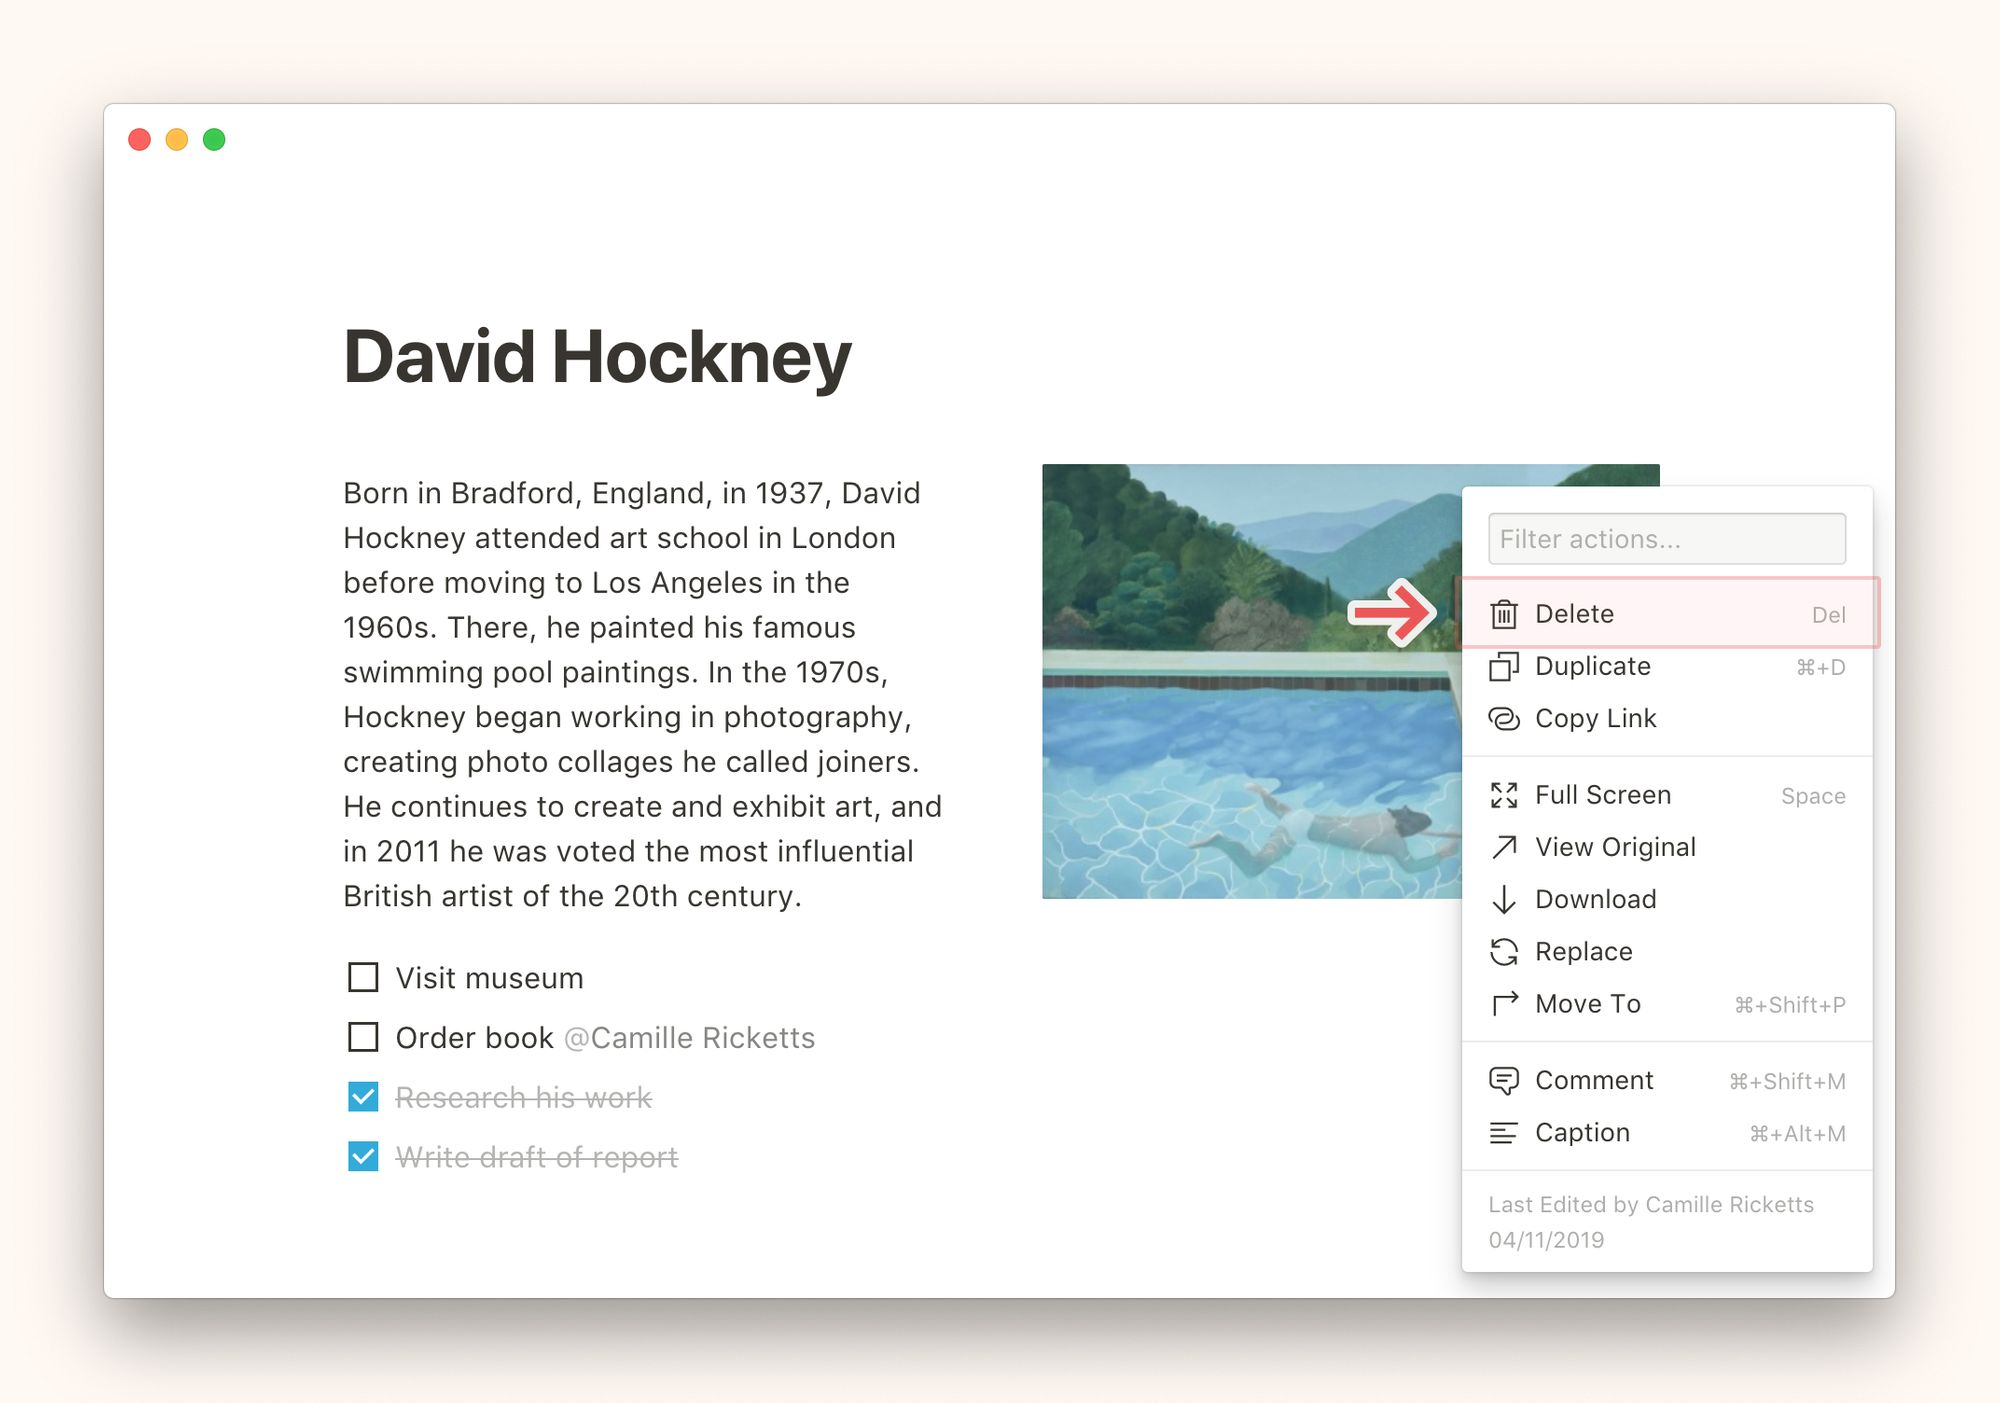 David Hockney
Born in Bradford, England, in 1937, David
Hockney attended art school in London
before moving to Los Angeles in the
1960s. There, he painted his famous
swimming pool paintings. In the 1970s,
Hockney began working in photography,
creating photo collages he called joiners.
He continues to create and exhibit art, and
in 2011 he was voted the most influential
British artist of the 20th century.
Visit museum
Order book @Camille Ricketts
Research his work
Write draft of report
Filter actions...
Delete Del
Duplicate ⌘+D
Copy Link
Full Screen Space
View Original
Download
Replace
Move To ⌘+Shift+P
Comment ⌘+Shift+M
Caption ⌘+Alt+M
Last Edited by Camille Ricketts
04/11/2019